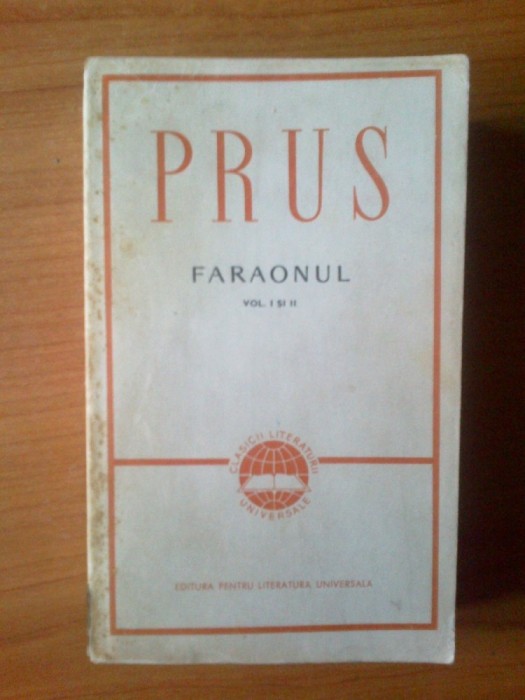 PRUS
FARAONUL
VOL. I ȘI II
CLASICII LITERATURII
UNIVERSALE
EDITURA PENTRU LITERATURA UNIVERSALA